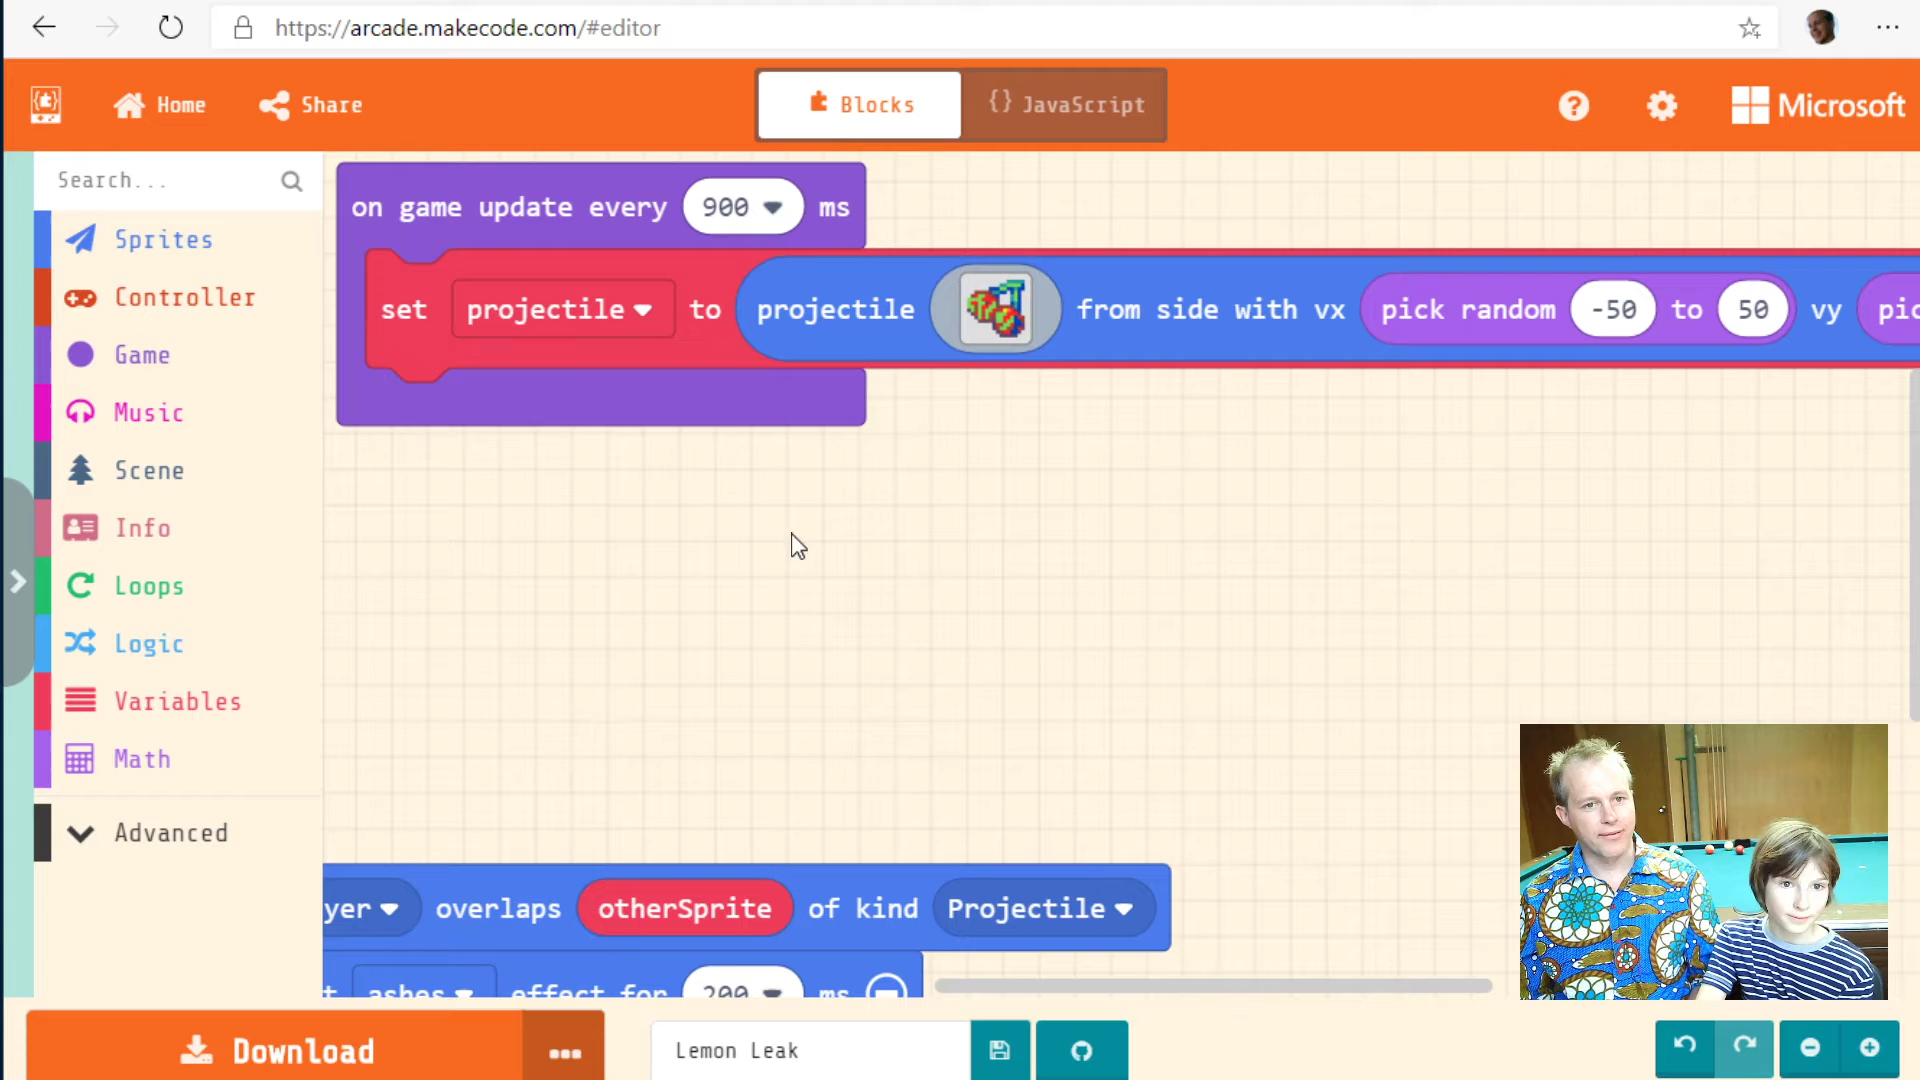 https://arcade.makecode.com/#editor
Home
Share
Blocks
{} JavaScript
Microsoft
Search...
Sprites
Controller
Game
Music
Scene
Info
Loops
Logic
Variables
Math
Advanced
on game update every 900 ms
set projectile to projectile from side with vx pick random -50 to 50 vy pic
yer overlaps otherSprite of kind Projectile
t ashes effect for 200 ms
Download
Lemon Leak